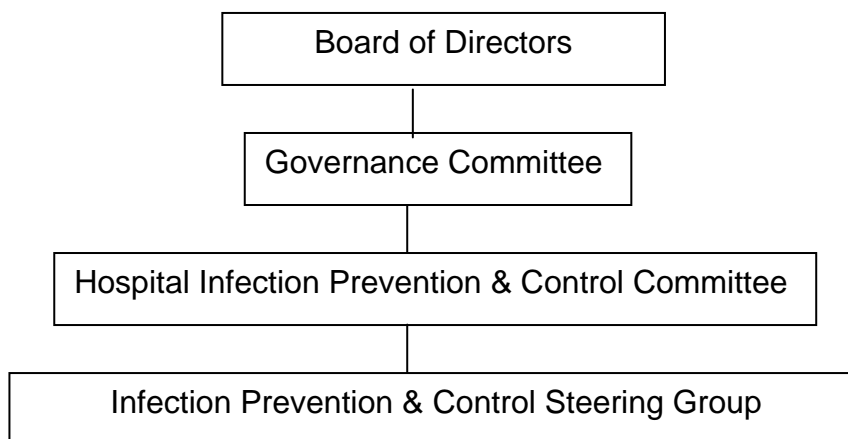 Board of Directors
Governance Committee
Hospital Infection Prevention & Control Committee
Infection Prevention & Control Steering Group